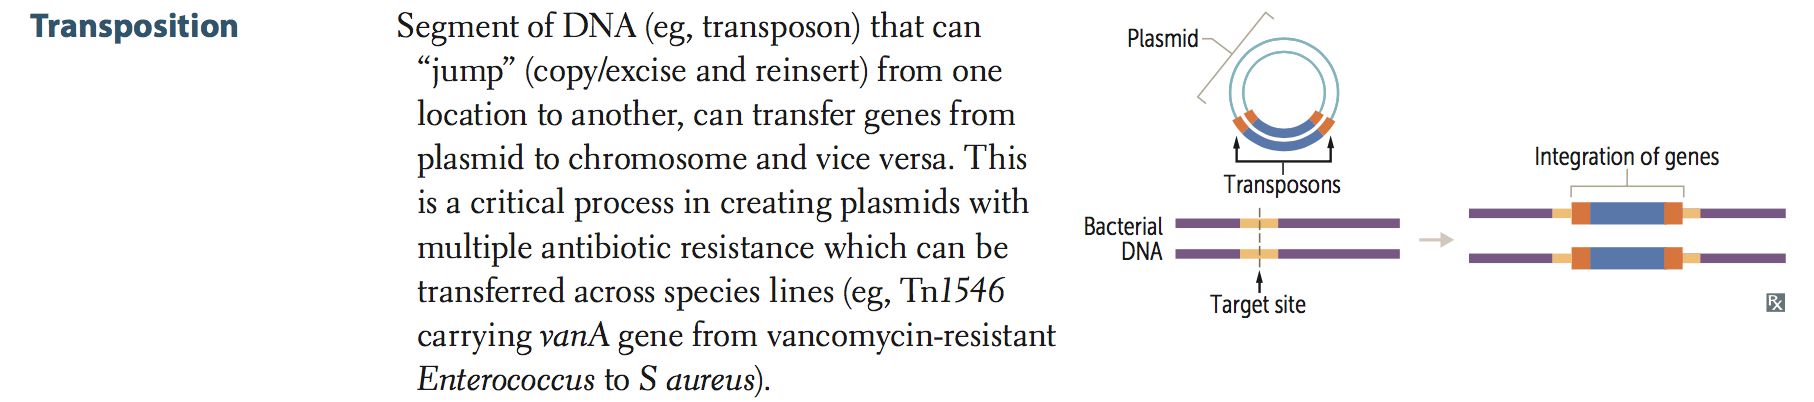 Transposition
Segment of DNA (eg, transposon) that can
“jump” (copy/excise and reinsert) from one
location to another, can transfer genes from
plasmid to chromosome and vice versa. This
is a critical process in creating plasmids with
multiple antibiotic resistance which can be
transferred across species lines (eg, Tn1546
carrying vanA gene from vancomycin-resistant
Enterococcus to S aureus).
Plasmid
Transposons
Bacterial
DNA
Target site
Integration of genes
Rx